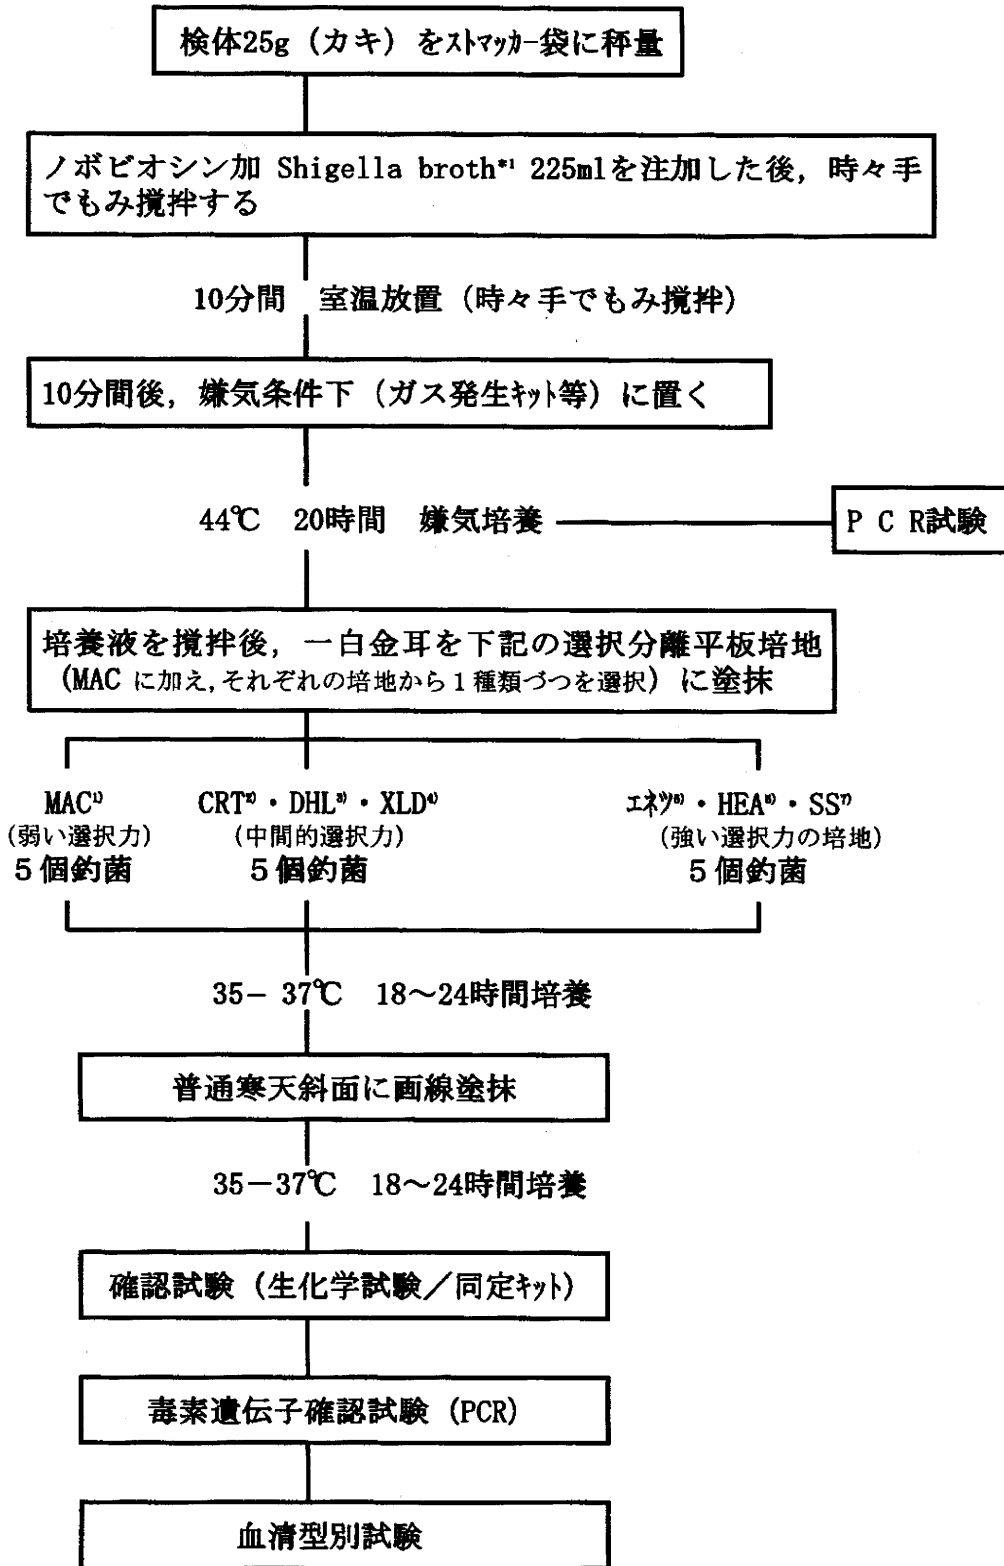 検体25g（カキ）をｽﾄﾏｯｶｰ袋に秤量
ノボビオシン加 Shigella broth*1 225mlを注加した後，時々手
でもみ撹拌する
10分間　室温放置（時々手でもみ撹拌）
10分間後，嫌気条件下（ガス発生ｷｯﾄ等）に置く
44℃　20時間　嫌気培養
ＰＣＲ試験
培養液を撹拌後，一白金耳を下記の選択分離平板培地
（MAC に加え,それぞれの培地から１種類づつを選択）に塗抹
MAC1)　CRT2)・DHL3)・XLD4)　ｴﾈﾂ5)・HEA6)・SS7)
（弱い選択力）　（中間的選択力）　（強い選択力の培地）
５個釣菌　５個釣菌　５個釣菌
35－37℃　18～24時間培養
普通寒天斜面に画線塗抹
35－37℃　18～24時間培養
確認試験（生化学試験／同定ｷｯﾄ）
毒素遺伝子確認試験（PCR）
血清型別試験